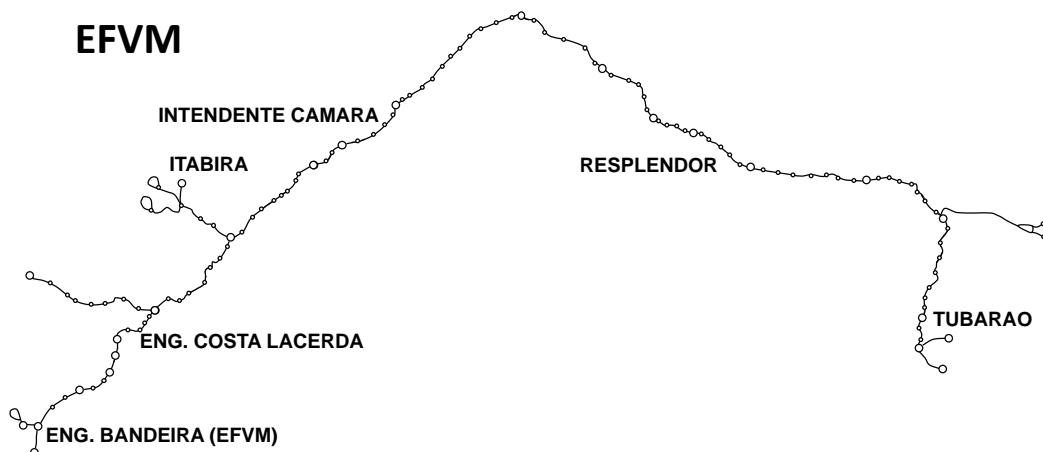 EFVM
INTENDENTE CAMARA
ITABIRA
RESPLENDOR
TUBARAO
ENG. COSTA LACERDA
ENG. BANDEIRA (EFVM)